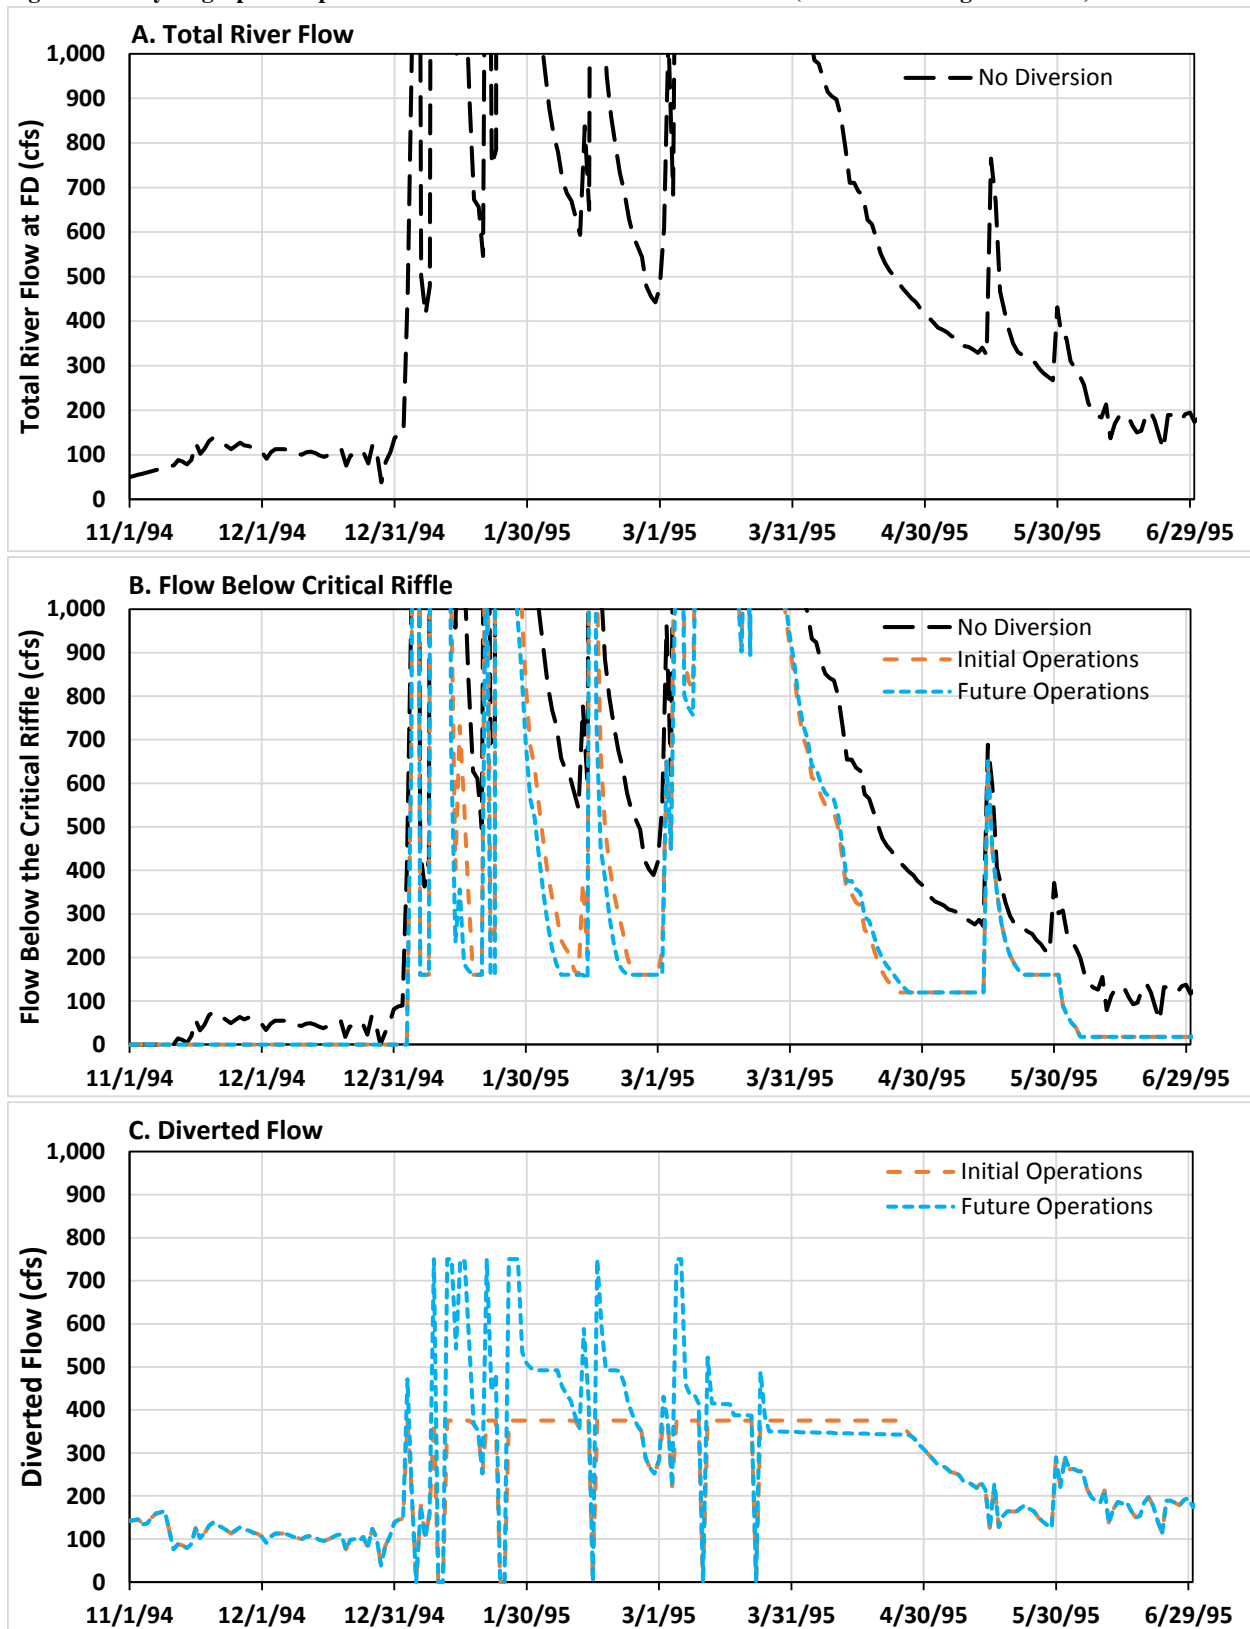 A. Total River Flow
1,000
900
800
700
600
500
400
300
200
100
0
Total River Flow at FD (cfs)
No Diversion
11/1/94 12/1/94 12/31/94 1/30/95 3/1/95 3/31/95 4/30/95 5/30/95 6/29/95
B. Flow Below Critical Riffle
1,000
900
800
700
600
500
400
300
200
100
0
Flow Below the Critical Riffle (cfs)
No Diversion
Initial Operations
Future Operations
11/1/94 12/1/94 12/31/94 1/30/95 3/1/95 3/31/95 4/30/95 5/30/95 6/29/95
C. Diverted Flow
1,000
900
800
700
600
500
400
300
200
100
0
Diverted Flow (cfs)
Initial Operations
Future Operations
11/1/94 12/1/94 12/31/94 1/30/95 3/1/95 3/31/95 4/30/95 5/30/95 6/29/95